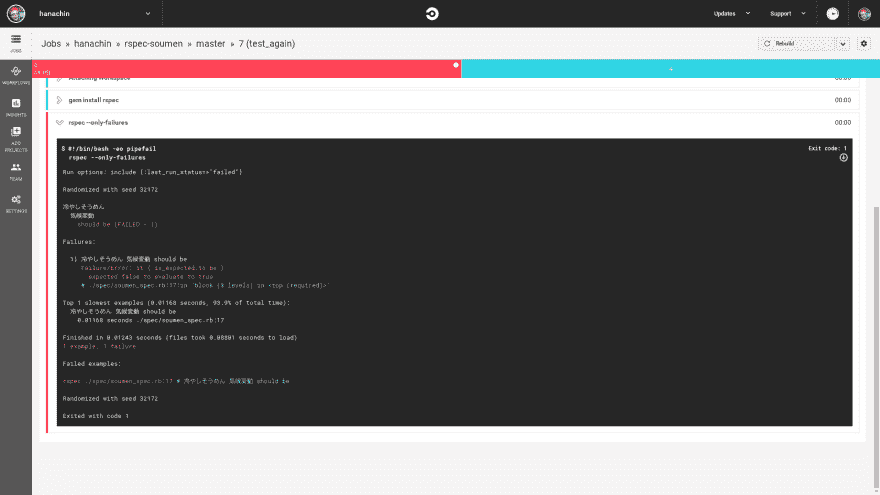 hanachin
Updates
Support
JOBS
Jobs » hanachin » rspec-soumen » master » 7 (test_again)
Rebuild
WORKFLOWS
INSIGHTS
ADD
PROJECTS
TEAM
SETTINGS
Attaching Workspace
00:00
gem install rspec
00:00
rspec --only-failures
00:00
$ #!/bin/bash -eo pipefail
rspec --only-failures
Exit code: 1
Run options: include {:last_run_status=>"failed"}
Randomized with seed 32172
冷やしそうめん
気候変動
should be (FAILED - 1)
Failures:
1) 冷やしそうめん 気候変動 should be
Failure/Error: it { is_expected.to be }
expected false to evaluate to true
# ./spec/soumen_spec.rb:17:in `block (3 levels) in <top (required)>'
Top 1 slowest examples (0.01168 seconds, 93.9% of total time):
冷やしそうめん 気候変動 should be
0.01168 seconds ./spec/soumen_spec.rb:17
Finished in 0.01243 seconds (files took 0.08801 seconds to load)
1 example, 1 failure
Failed examples:
rspec ./spec/soumen_spec.rb:17 # 冷やしそうめん 気候変動 should be
Randomized with seed 32172
Exited with code 1